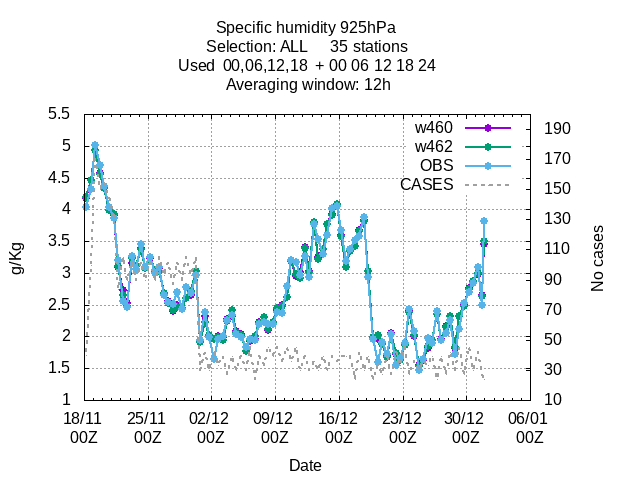 Specific humidity 925hPa
Selection: ALL 35 stations
Used 00,06,12,18 + 00 06 12 18 24
Averaging window: 12h
w460
w462
OBS
CASES
g/Kg
5.5
5
4.5
4
3.5
3
2.5
2
1.5
1
No cases
190
170
150
130
110
90
70
50
30
10
18/11 25/11 02/12 09/12 16/12 23/12 30/12 06/01
00Z 00Z 00Z 00Z 00Z 00Z 00Z 00Z
Date